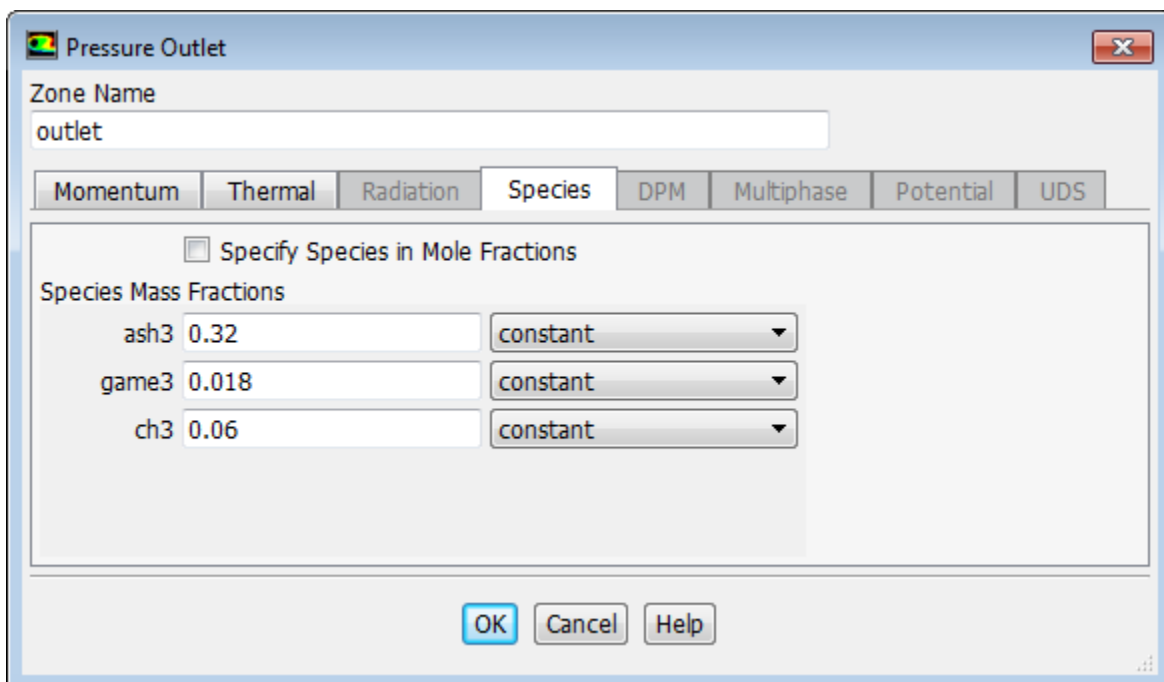 Pressure Outlet
Zone Name
outlet
Momentum Thermal Radiation Species DPM Multiphase Potential UDS
Specify Species in Mole Fractions
Species Mass Fractions
ash3 0.32 constant
game3 0.018 constant
ch3 0.06 constant
OK Cancel Help